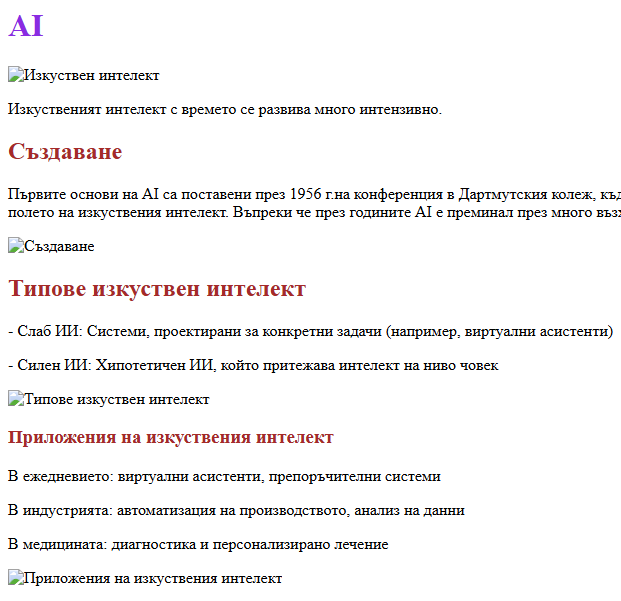 AI
Изкуствен интелект
Изкуственият интелект с времето се развива много интензивно.
Създаване
Първите основи на AI са поставени през 1956 г.на конференция в Дартмутския колеж,
полето на изкуствения интелект. Въпреки че през годините AI е преминал през много
Създаване
Типове изкуствен интелект
- Слаб ИИ: Системи, проектирани за конкретни задачи (например, виртуални асистенти)
- Силен ИИ: Хипотетичен ИИ, който притежава интелект на ниво човек
Типове изкуствен интелект
Приложения на изкуствения интелект
В ежедневието: виртуални асистенти, препоръчителни системи
В индустрията: автоматизация на производството, анализ на данни
В медицината: диагностика и персонализирано лечение
Приложения на изкуствения интелект